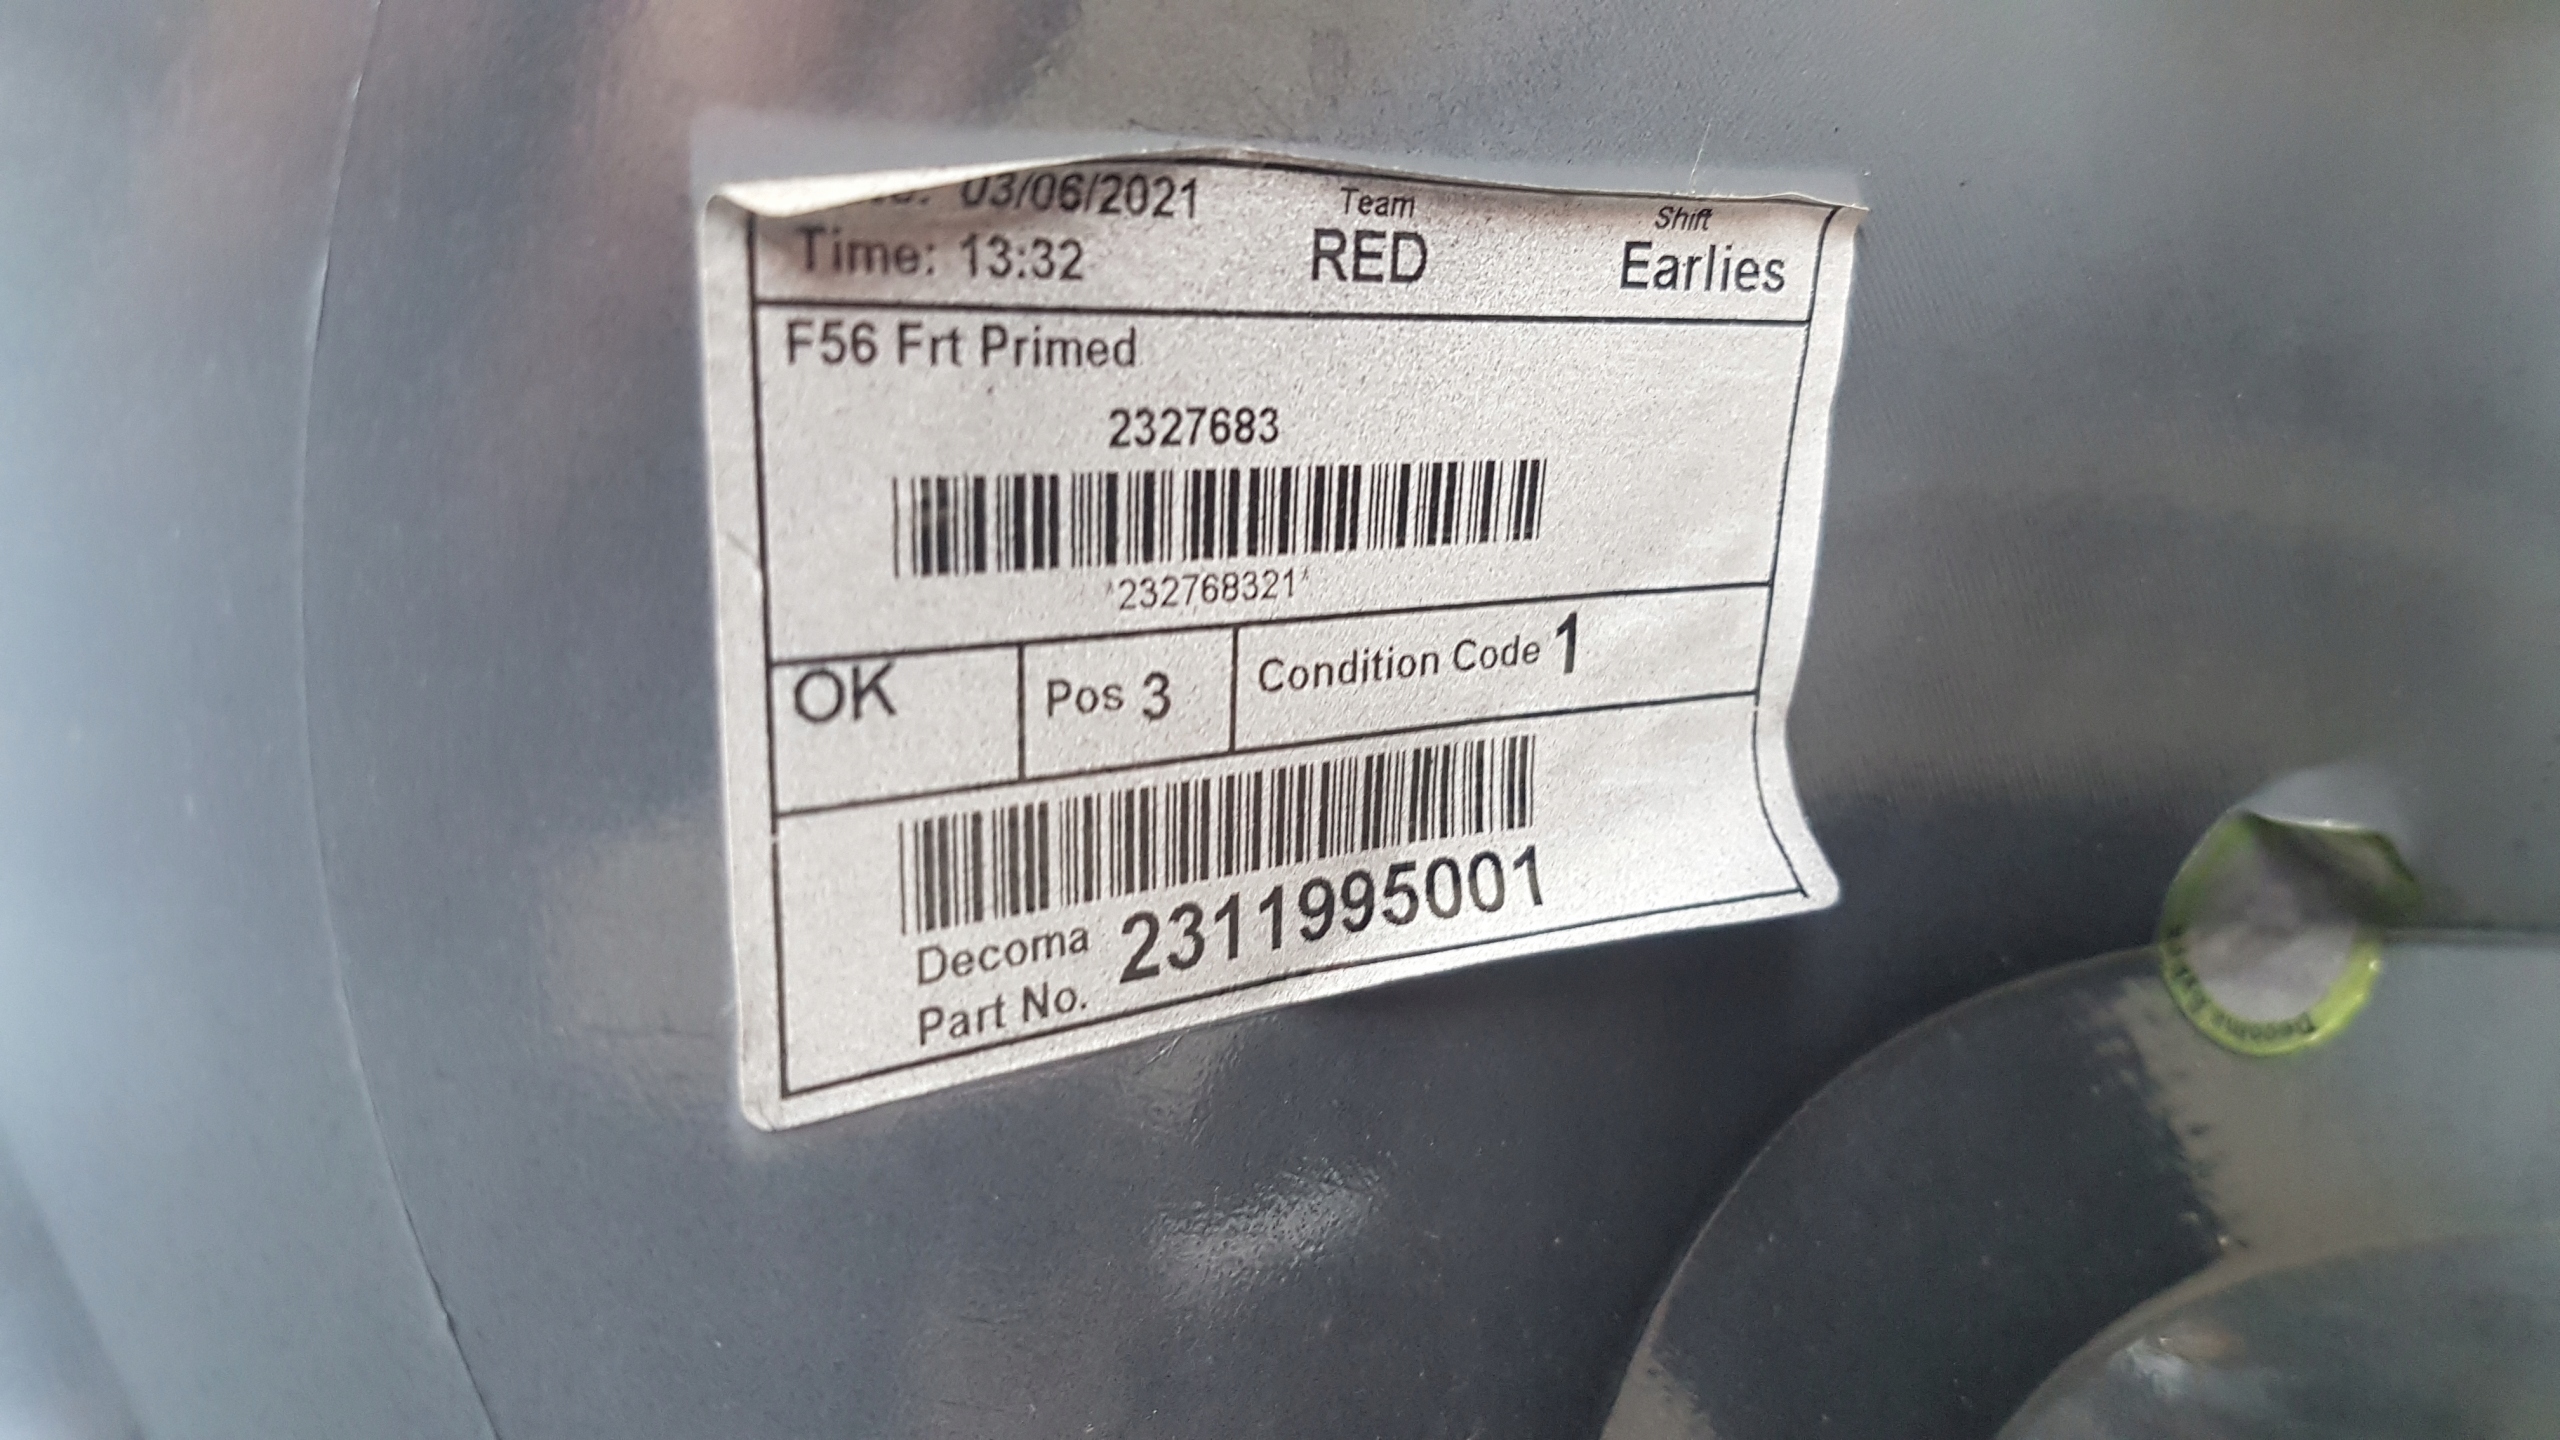 03/06/2021
Team
Shift
Time: 13:32
RED
Earlies
F56 Frt Primed
2327683
*232768321*
OK
Pos 3
Condition Code 1
Decoma 2311995001
Part No.
Decoma